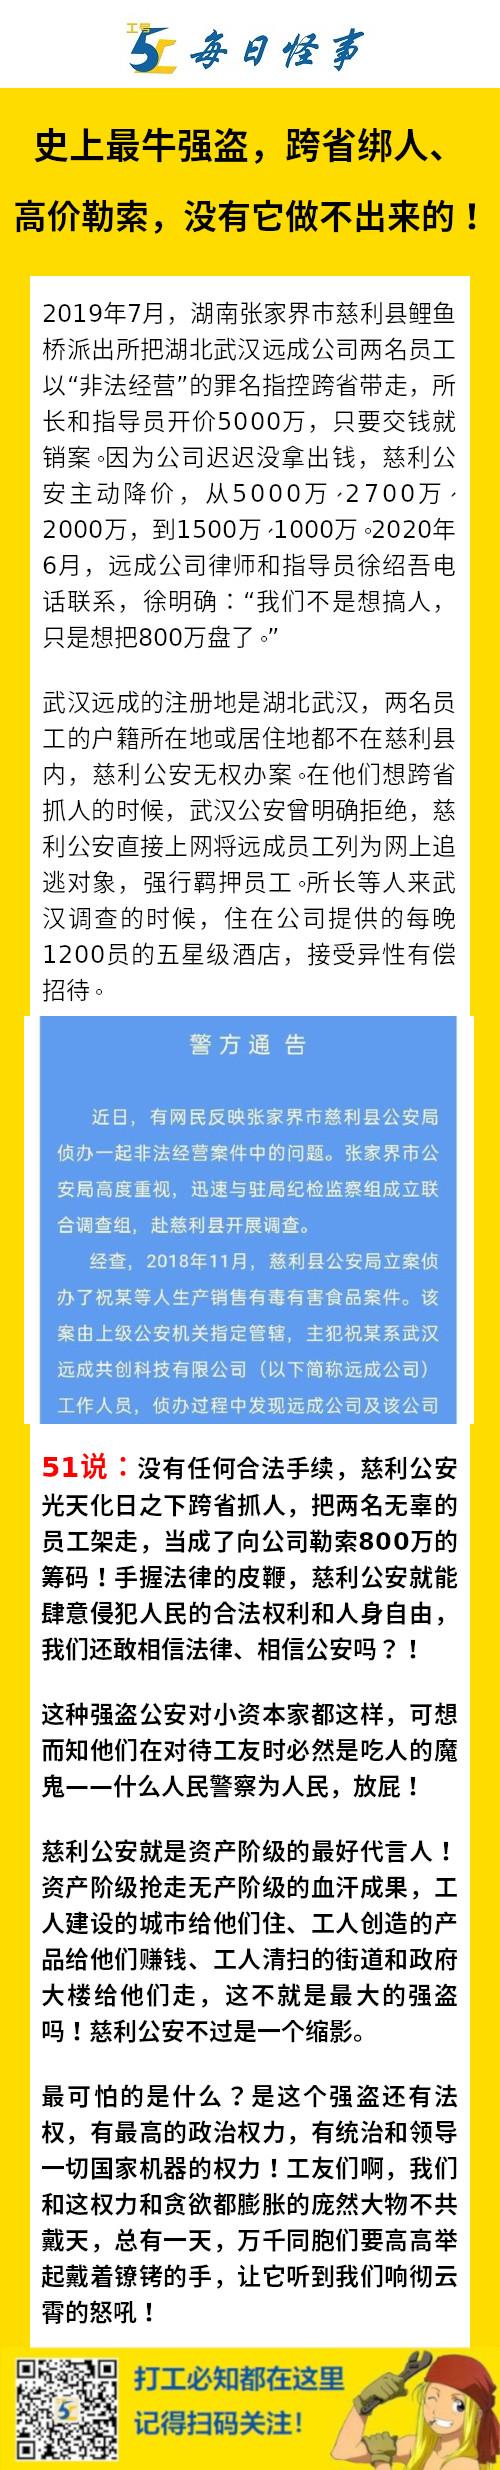 工号
51 每日怪事
史上最牛强盗，跨省绑人、
高价勒索，没有它做不出来的！
2019年7月，湖南张家界市慈利县鲤鱼
桥派出所把湖北武汉远成公司两名员工
以“非法经营”的罪名指控跨省带走，所
长和指导员开价5000万，只要交钱就
销案。因为公司迟迟没拿出钱，慈利公
安主动降价，从5000万、2700万、
2000万，到1500万、1000万。2020年
6月，远成公司律师和指导员徐绍吾电
话联系，徐明确：“我们不是想搞人，
只是想把800万盘了。”
武汉远成的注册地是湖北武汉，两名员
工的户籍所在地或居住地都不在慈利县
内，慈利公安无权办案。在他们想跨省
抓人的时候，武汉公安曾明确拒绝，慈
利公安直接上网将远成员工列为网上追
逃对象，强行羁押员工。所长等人来武
汉调查的时候，住在公司提供的每晚
1200员的五星级酒店，接受异性有偿
招待。
警方通 告
近日，有网民反映张家界市慈利县公安局
侦办一起非法经营案件中的问题。张家界市公
安局高度重视，迅速与驻局纪检监察组成立联
合调查组，赴慈利县开展调查。
经查，2018年11月，慈利县公安局立案侦
办了祝某等人生产销售有毒有害食品案件。该
案由上级公安机关指定管辖，主犯祝某系武汉
远成共创科技有限公司（以下简称远成公司）
工作人员，侦办过程中发现远成公司及该公司
51说：没有任何合法手续，慈利公安
光天化日之下跨省抓人，把两名无辜的
员工架走，当成了向公司勒索800万的
筹码！手握法律的皮鞭，慈利公安就能
肆意侵犯人民的合法权利和人身自由，
我们还敢相信法律、相信公安吗？！
这种强盗公安对小资本家都这样，可想
而知他们在对待工友时必然是吃人的魔
鬼——什么人民警察为人民，放屁！
慈利公安就是资产阶级的最好代言人！
资产阶级抢走无产阶级的血汗成果，工
人建设的城市给他们住、工人创造的产
品给他们赚钱、工人清扫的街道和政府
大楼给他们走，这不就是最大的强盗
吗！慈利公安不过是一个缩影。
最可怕的是什么？是这个强盗还有法
权，有最高的政治权力，有统治和领导
一切国家机器的权力！工友们啊，我们
和这权力和贪欲都膨胀的庞然大物不共
戴天，总有一天，万千同胞们要高高举
起戴着镣铐的手，让它听到我们响彻云
霄的怒吼！
打工必知都在这里
记得扫码关注！